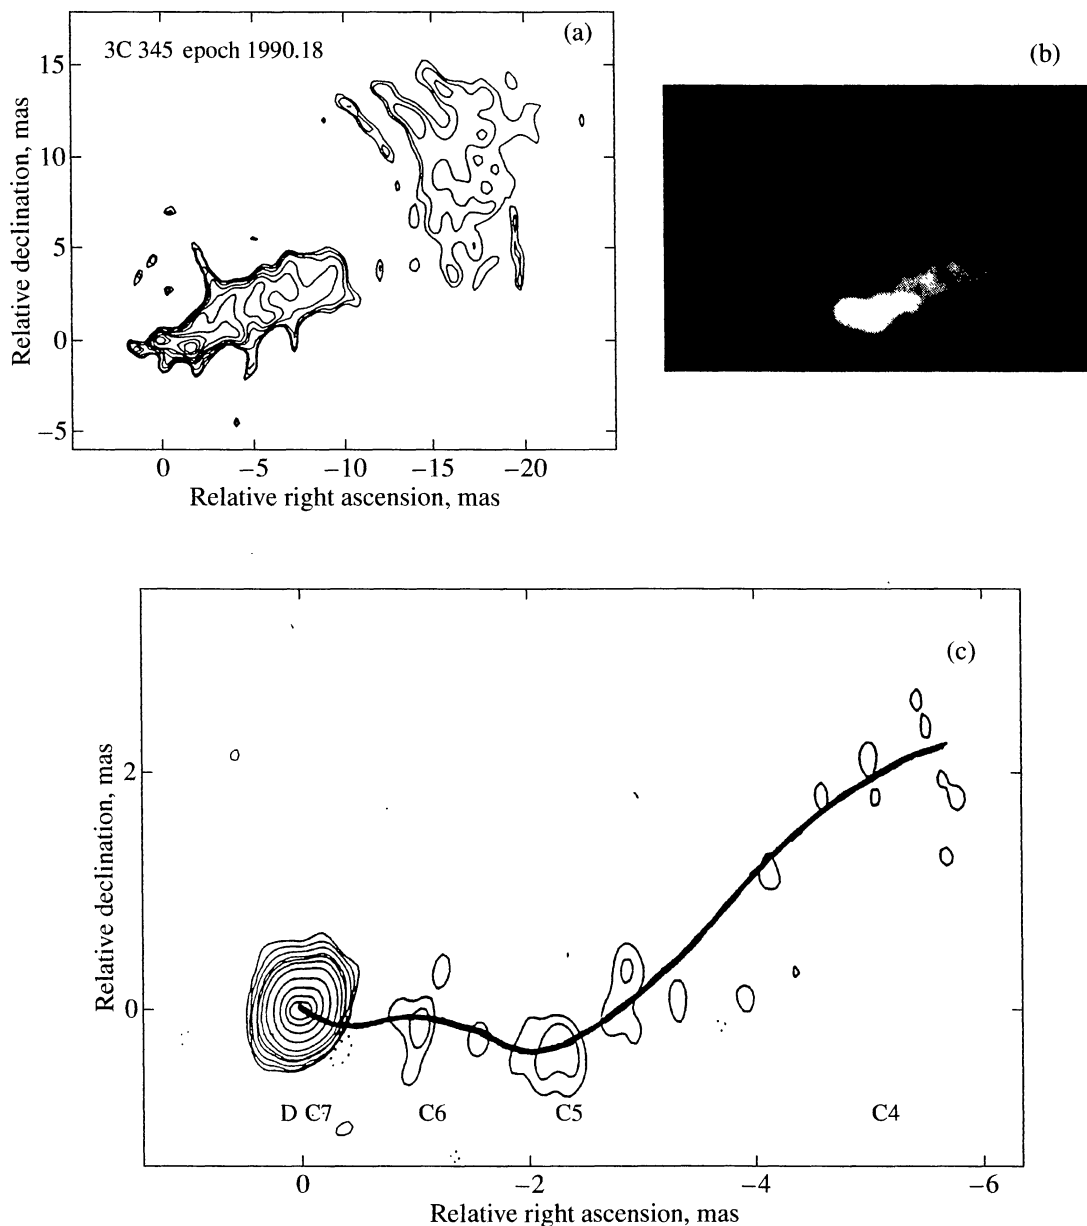 (a)
3C 345 epoch 1990.18
15
10
5
0
−5
Relative declination, mas
0 −5 −10 −15 −20
Relative right ascension, mas
(b)
(c)
2
0
Relative declination, mas
D C7 C6 C5 C4
0 −2 −4 −6
Relative right ascension, mas